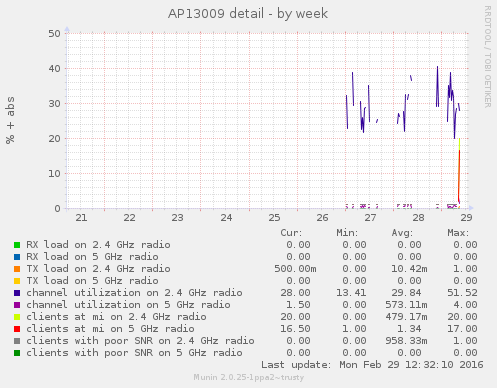 AP13009 detail - by week
RRDTOOL / TOBI OETIKER
% + abs
50
40
30
20
10
0
21 22 23 24 25 26 27 28 29
Cur: Min: Avg: Max:
RX load on 2.4 GHz radio 0.00 0.00 0.00 0.00
RX load on 5 GHz radio 0.00 0.00 0.00 0.00
TX load on 2.4 GHz radio 500.00m 0.00 10.42m 1.00
TX load on 5 GHz radio 0.00 0.00 0.00 0.00
channel utilization on 2.4 GHz radio 28.00 13.41 29.84 51.52
channel utilization on 5 GHz radio 1.50 0.00 573.11m 4.00
clients at mi on 2.4 GHz radio 20.00 0.00 479.17m 20.00
clients at mi on 5 GHz radio 16.50 1.00 1.34 17.00
clients with poor SNR on 2.4 GHz radio 0.00 0.00 958.33m 1.00
clients with poor SNR on 5 GHz radio 0.00 0.00 0.00 0.00
Last update: Mon Feb 29 12:32:10 2016
Munin 2.0.25-1ppa2~trusty